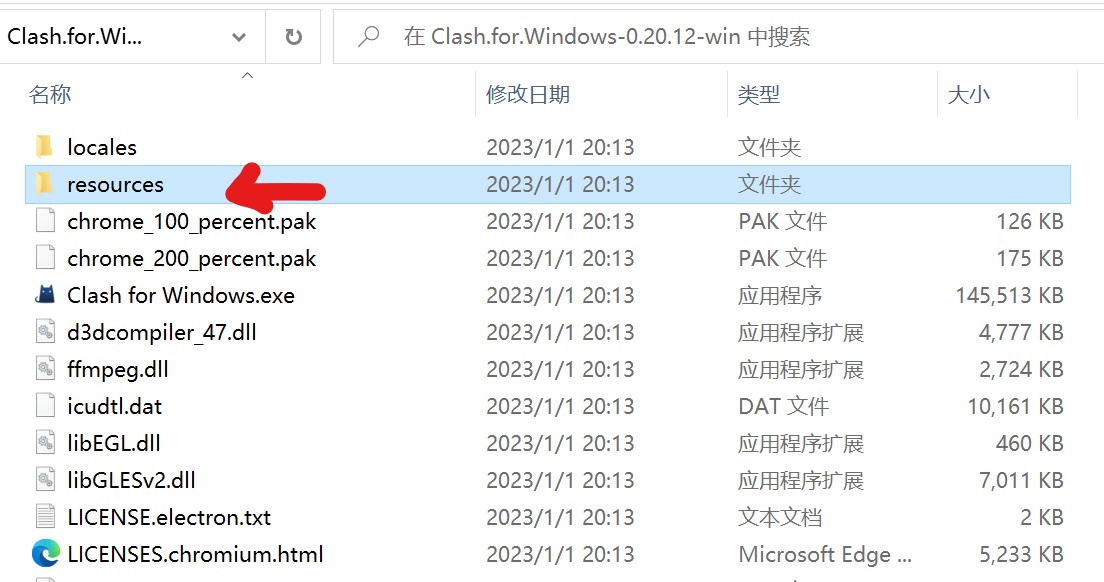 Clash.for.Wi... 在 Clash.for.Windows-0.20.12-win 中搜索
名称 修改日期 类型 大小
locales 2023/1/1 20:13 文件夹
resources 2023/1/1 20:13 文件夹
chrome_100_percent.pak 2023/1/1 20:13 PAK 文件 126 KB
chrome_200_percent.pak 2023/1/1 20:13 PAK 文件 175 KB
Clash for Windows.exe 2023/1/1 20:13 应用程序 145,513 KB
d3dcompiler_47.dll 2023/1/1 20:13 应用程序扩展 4,777 KB
ffmpeg.dll 2023/1/1 20:13 应用程序扩展 2,724 KB
icudtl.dat 2023/1/1 20:13 DAT 文件 10,161 KB
libEGL.dll 2023/1/1 20:13 应用程序扩展 460 KB
libGLESv2.dll 2023/1/1 20:13 应用程序扩展 7,011 KB
LICENSE.electron.txt 2023/1/1 20:13 文本文档 2 KB
LICENSES.chromium.html 2023/1/1 20:13 Microsoft Edge ... 5,233 KB